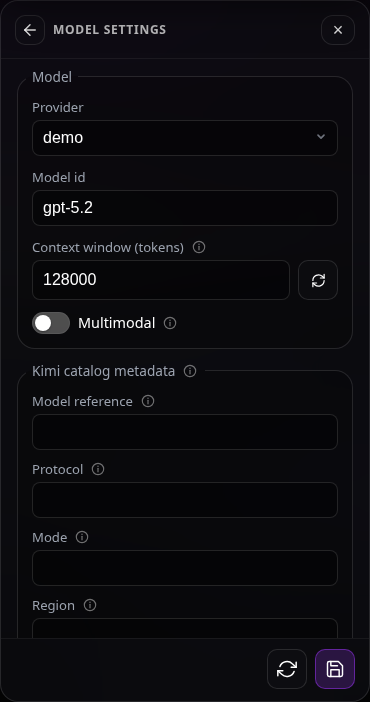 MODEL SETTINGS
Model
Provider
demo
Model id
gpt-5.2
Context window (tokens)
128000
Multimodal
Kimi catalog metadata
Model reference
Protocol
Mode
Region